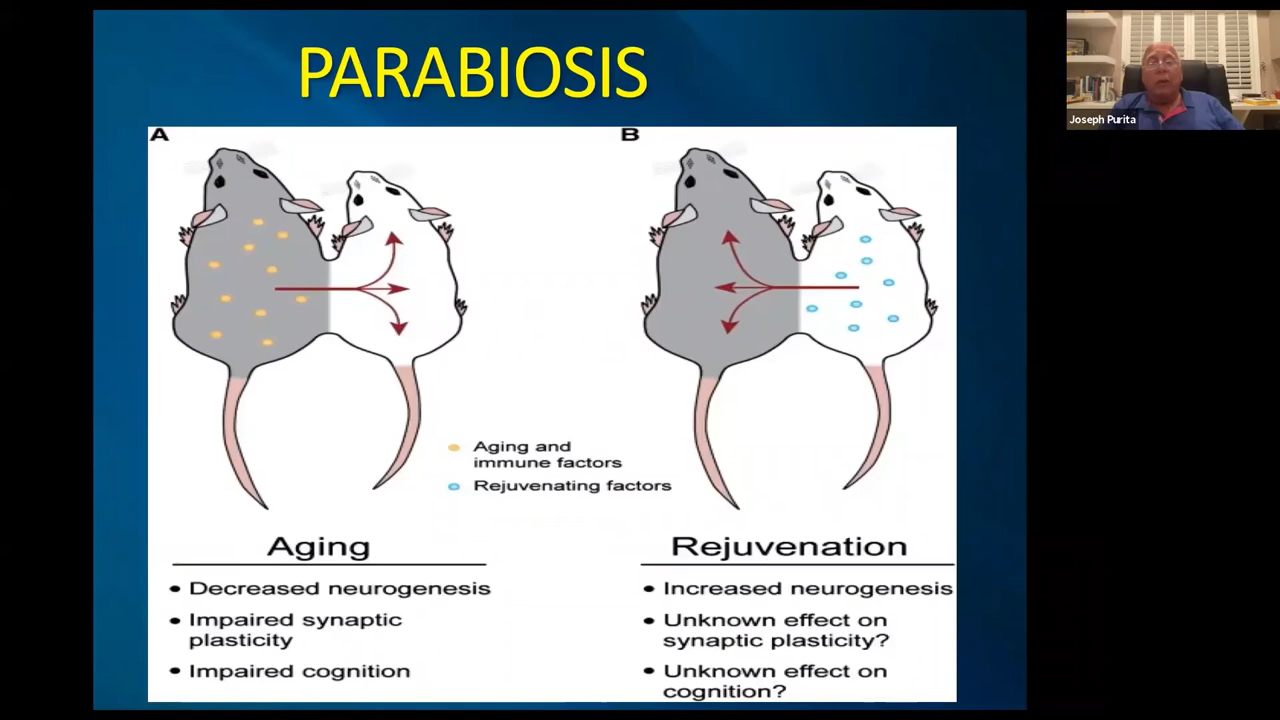 PARABIOSIS
Joseph Purita
A
B
Aging and
immune factors
Rejuvenating factors
Aging
• Decreased neurogenesis
• Impaired synaptic
plasticity
• Impaired cognition
Rejuvenation
• Increased neurogenesis
• Unknown effect on
synaptic plasticity?
• Unknown effect on
cognition?